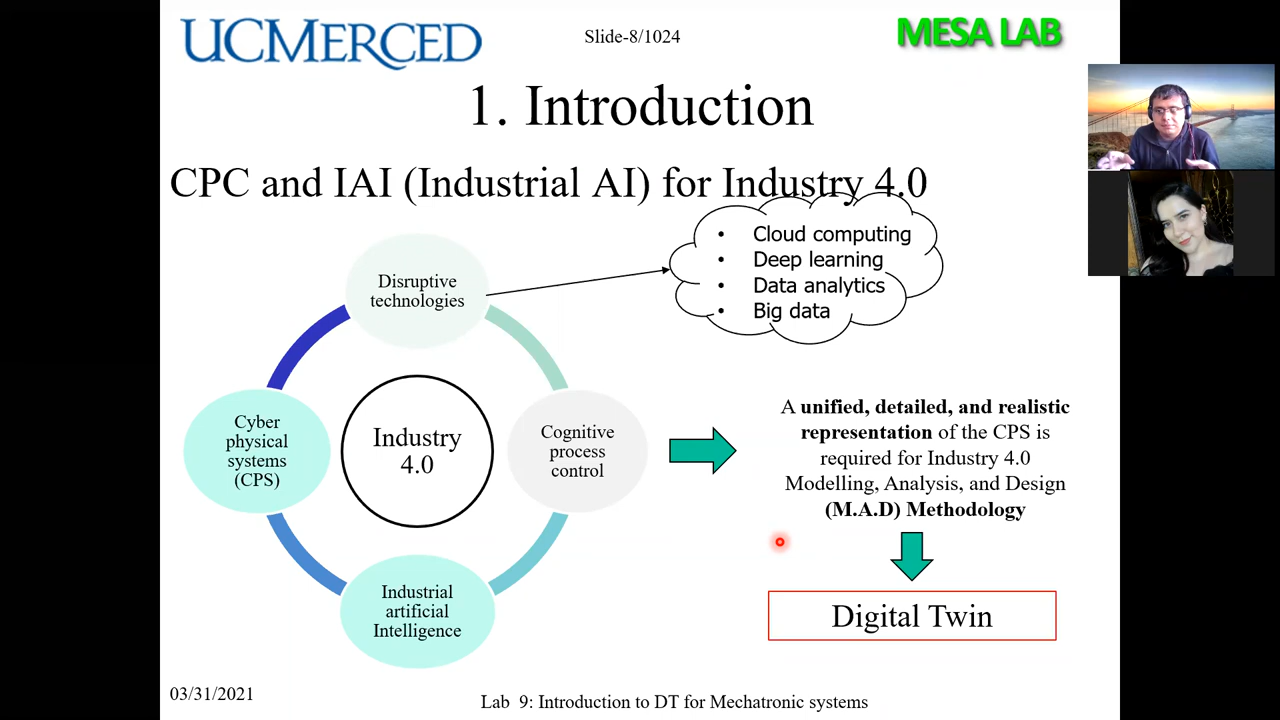 UCMERCED
Slide-8/1024
MESA LAB
1. Introduction
CPC and IAI (Industrial AI) for Industry 4.0
Disruptive
technologies
• Cloud computing
• Deep learning
• Data analytics
• Big data
Cyber
physical
systems
(CPS)
Industry
4.0
Cognitive
process
control
Industrial
artificial
Intelligence
A unified, detailed, and realistic
representation of the CPS is
required for Industry 4.0
Modelling, Analysis, and Design
(M.A.D) Methodology
Digital Twin
03/31/2021
Lab 9: Introduction to DT for Mechatronic systems